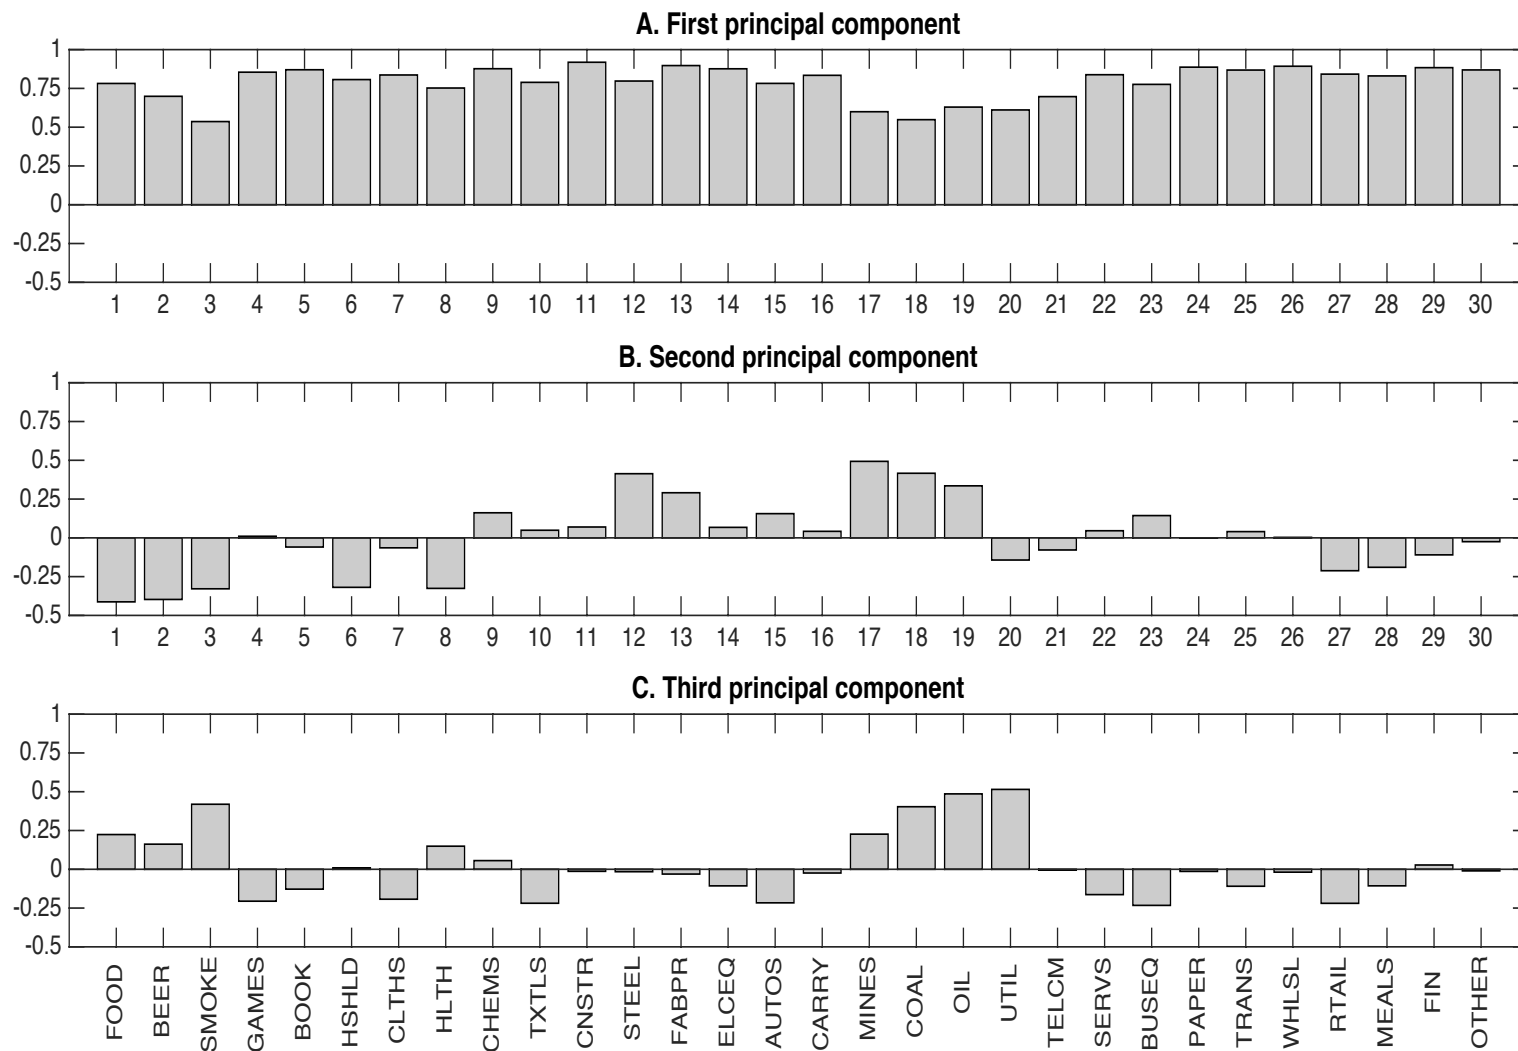 A. First principal component
1
0.75
0.5
0.25
0
-0.25
-0.5
1 2 3 4 5 6 7 8 9 10 11 12 13 14 15 16 17 18 19 20 21 22 23 24 25 26 27 28 29 30
B. Second principal component
1
0.75
0.5
0.25
0
-0.25
-0.5
1 2 3 4 5 6 7 8 9 10 11 12 13 14 15 16 17 18 19 20 21 22 23 24 25 26 27 28 29 30
C. Third principal component
1
0.75
0.5
0.25
0
-0.25
-0.5
FOOD
BEER
SMOKE
GAMES
BOOK
HSHLD
CLTHS
HLTH
CHEMS
TXTLS
CNSTR
STEEL
FABPR
ELCEQ
AUTOS
CARRY
MINES
COAL
OIL
UTIL
TELCM
SERVS
BUSEQ
PAPER
TRANS
WHLSL
RTAIL
MEALS
FIN
OTHER